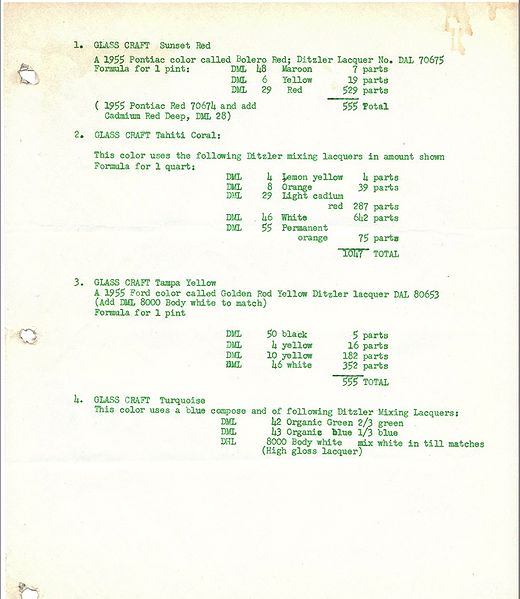 1. GLASS CRAFT Sunset Red
A 1955 Pontiac color called Bolero Red; Ditzler Lacquer No. DAL 70675
Formula for 1 pint: DML 48 Maroon 7 parts
DML 6 Yellow 19 parts
DML 29 Red 529 parts
555 Total
( 1955 Pontiac Red 70674 and add
Cadmium Red Deep, DML 28)
2. GLASS CRAFT Tahiti Coral:
This color uses the following Ditzler mixing lacquers in amount shown
Formula for 1 quart:
DML 4 Lemon yellow 4 parts
DML 8 Orange 39 parts
DML 29 Light cadium
red 287 parts
DML 46 White 642 parts
DML 55 Permanent
orange 75 parts
1047 TOTAL
3. GLASS CRAFT Tampa Yellow
A 1955 Ford color called Golden Rod Yellow Ditzler lacquer DAL 80653
(Add DML 8000 Body white to match)
Formula for 1 pint
DML 50 black 5 parts
DML 4 yellow 16 parts
DML 10 yellow 182 parts
DML 46 white 352 parts
555 TOTAL
4. GLASS CRAFT Turquoise
This color uses a blue compose and of following Ditzler Mixing Lacquers:
DML 42 Organic Green 2/3 green
DML 43 Organic blue 1/3 blue
DHL 8000 Body white mix white in till matches
(High gloss lacquer)